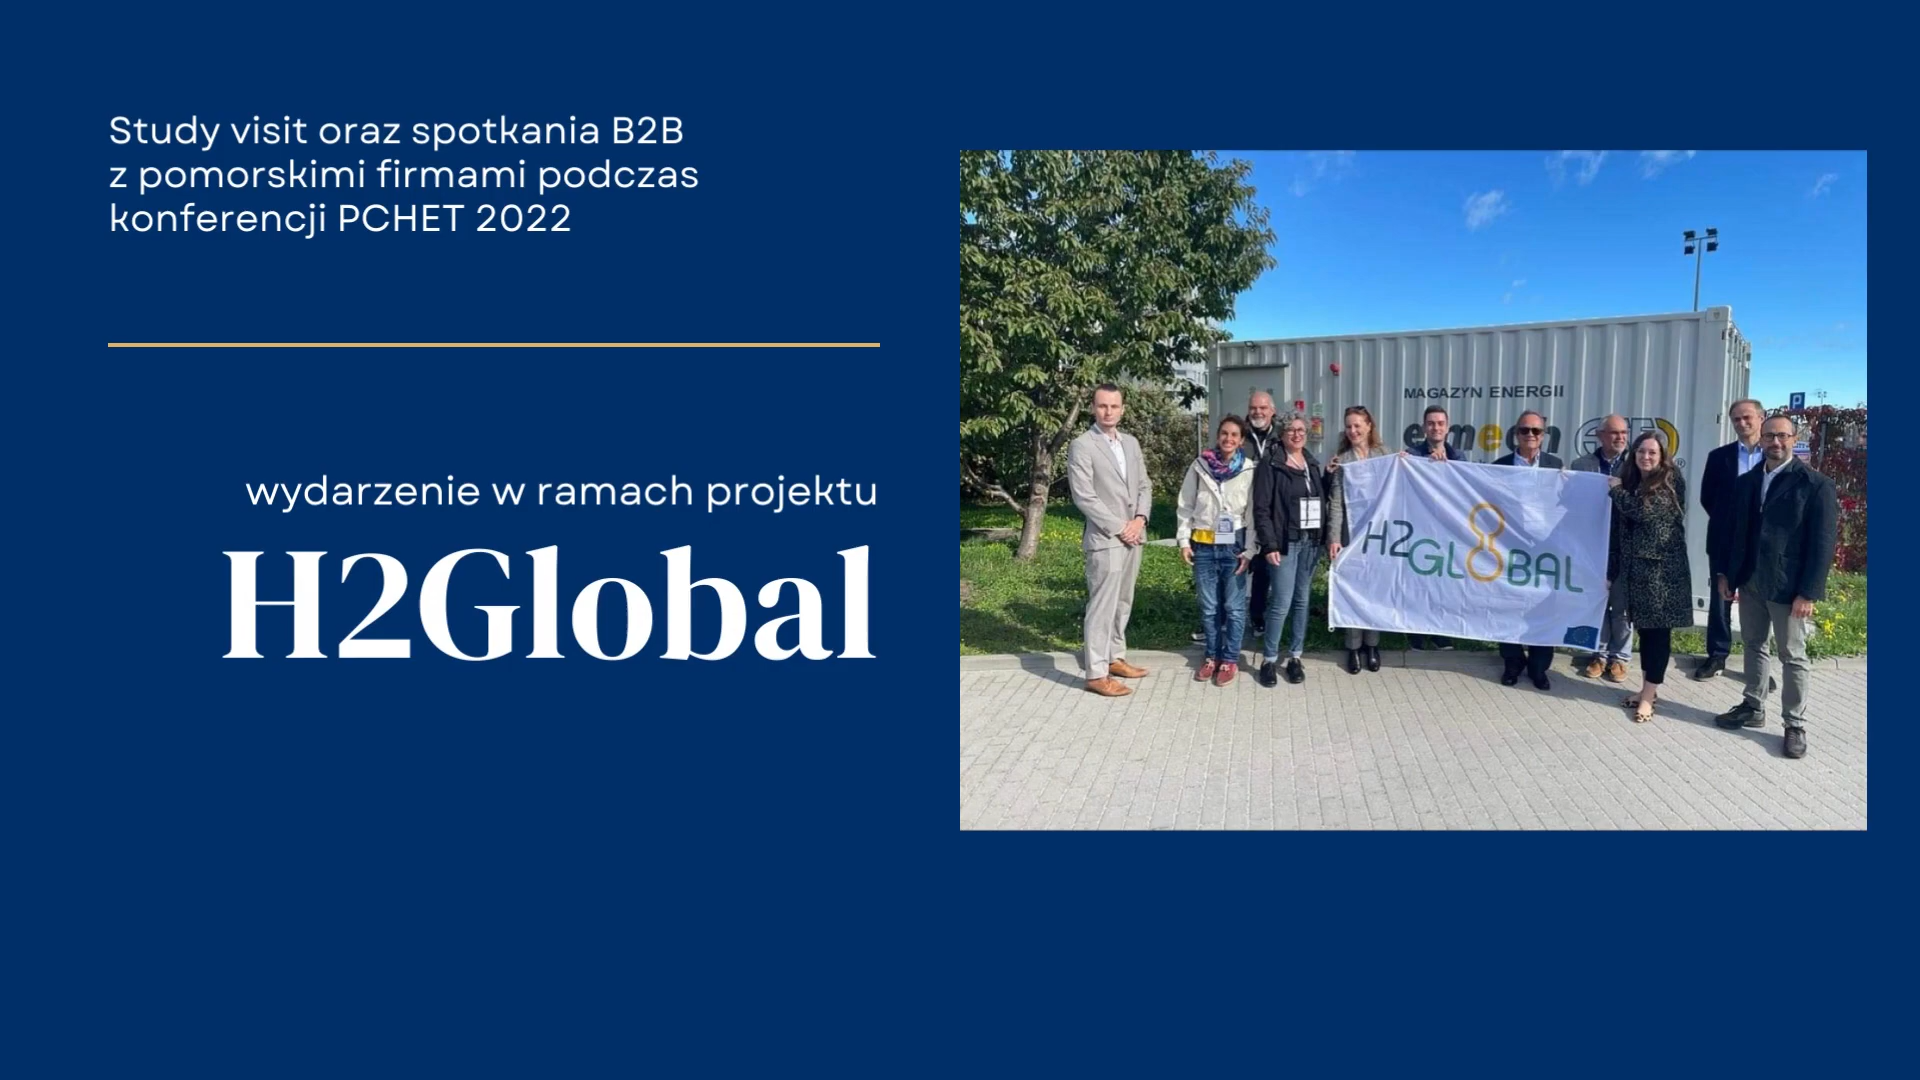 Study visit oraz spotkania B2B
z pomorskimi firmami podczas
konferencji PCHET 2022
wydarzenie w ramach projektu
H2Global
MAGAZYN ENERGII
H2GLOBAL
P